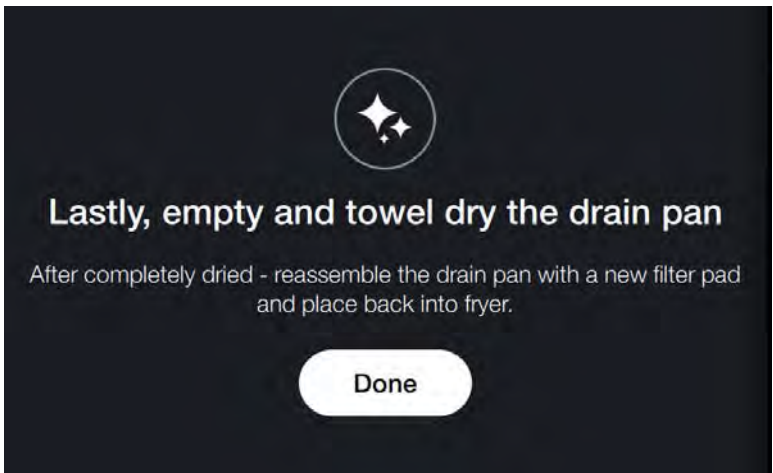 Lastly, empty and towel dry the drain pan
After completely dried - reassemble the drain pan with a new filter pad
and place back into fryer.
Done